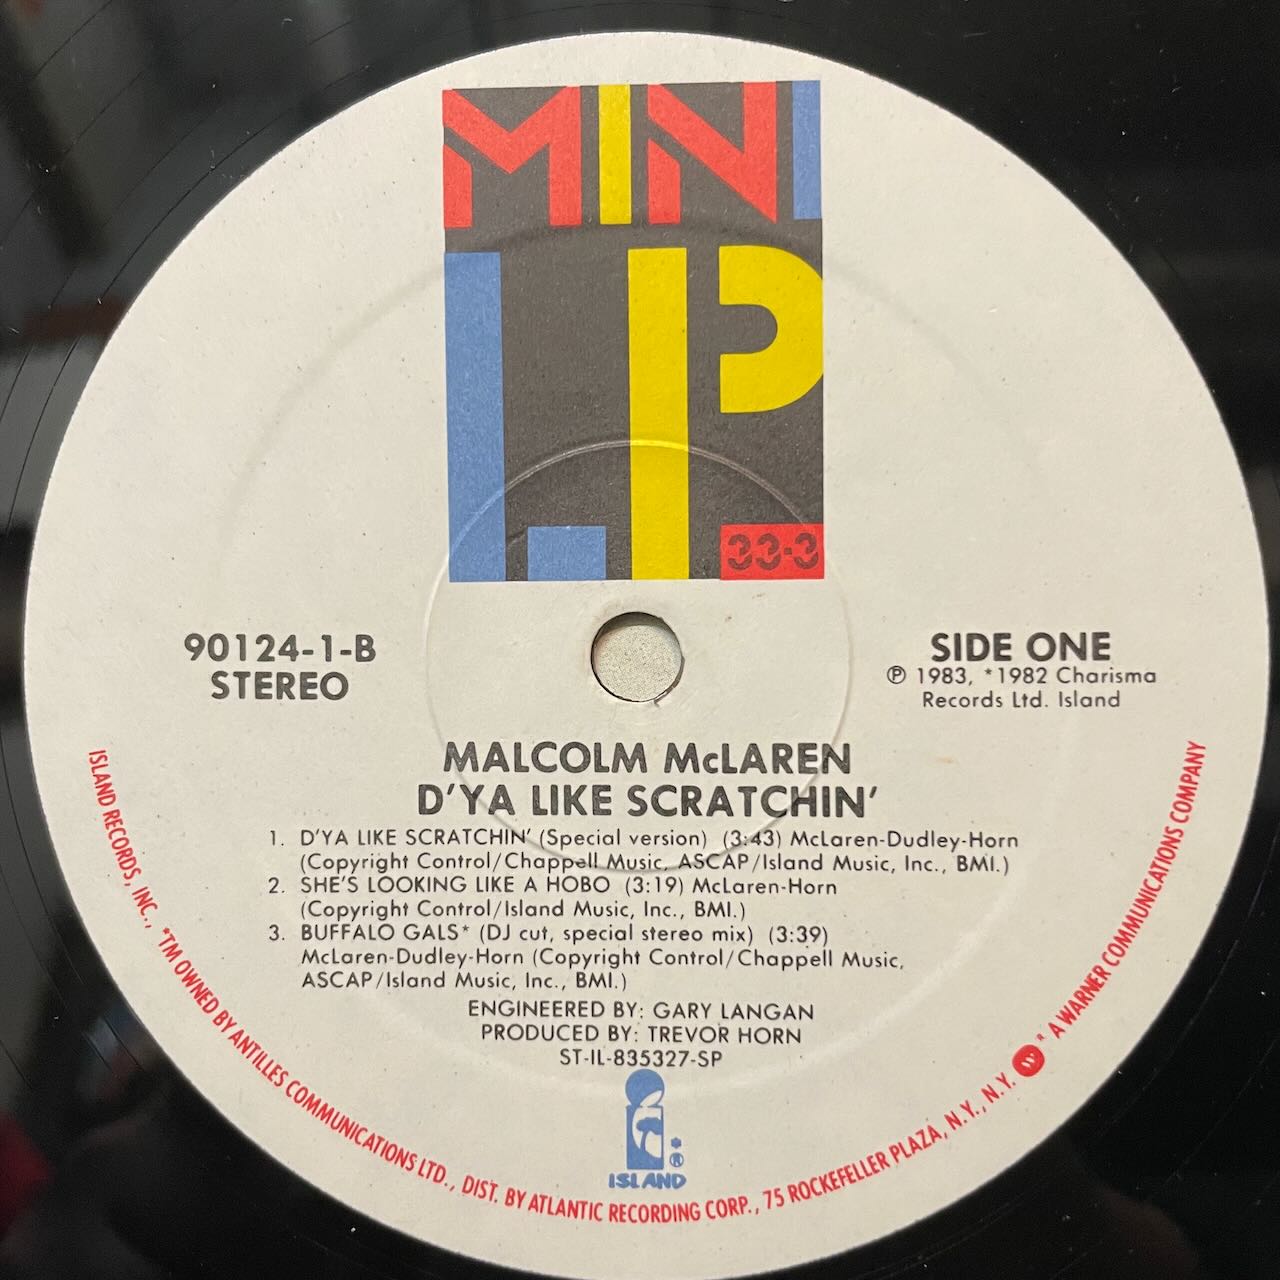 MINI
LP
33·3
90124-1-B
STEREO
SIDE ONE
℗ 1983, *1982 Charisma
Records Ltd. Island
MALCOLM McLAREN
D'YA LIKE SCRATCHIN'
1. D'YA LIKE SCRATCHIN' (Special version) (3:43) McLaren-Dudley-Horn
(Copyright Control/Chappell Music, ASCAP/Island Music, Inc., BMI.)
2. SHE'S LOOKING LIKE A HOBO (3:19) McLaren-Horn
(Copyright Control/Island Music, Inc., BMI.)
3. BUFFALO GALS* (DJ cut, special stereo mix) (3:39)
McLaren-Dudley-Horn (Copyright Control/Chappell Music,
ASCAP/Island Music, Inc., BMI.)
ENGINEERED BY: GARY LANGAN
PRODUCED BY: TREVOR HORN
ST-IL-835327-SP
*®
ISLAND
ISLAND RECORDS, INC., *TM OWNED BY ANTILLES COMMUNICATIONS LTD., DIST. BY ATLANTIC RECORDING CORP., 75 ROCKEFELLER PLAZA, N.Y., N.Y. * A WARNER COMMUNICATIONS COMPANY